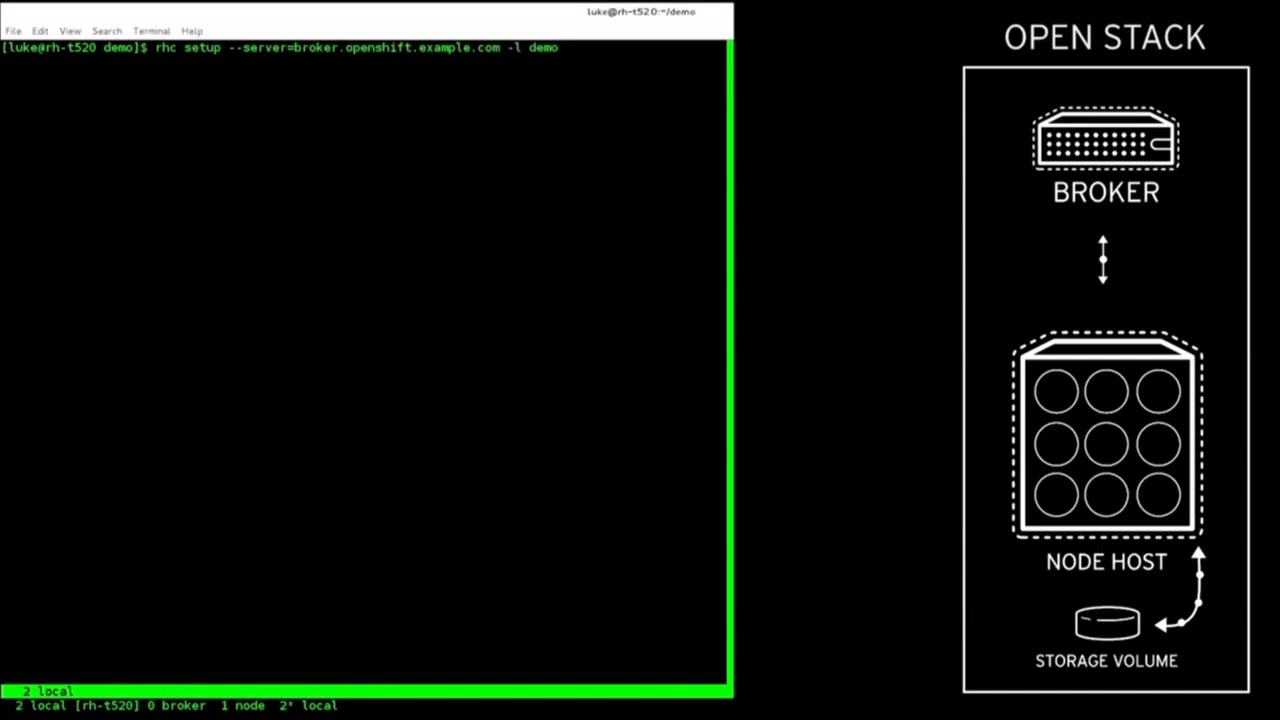 luke@rh-t520:~/demo
File Edit View Search Terminal Help
[luke@rh-t520 demo]$ rhc setup --server=broker.openshift.example.com -l demo
2 local
2 local [rh-t520] 0 broker 1 node 2* local
OPEN STACK
BROKER
NODE HOST
STORAGE VOLUME